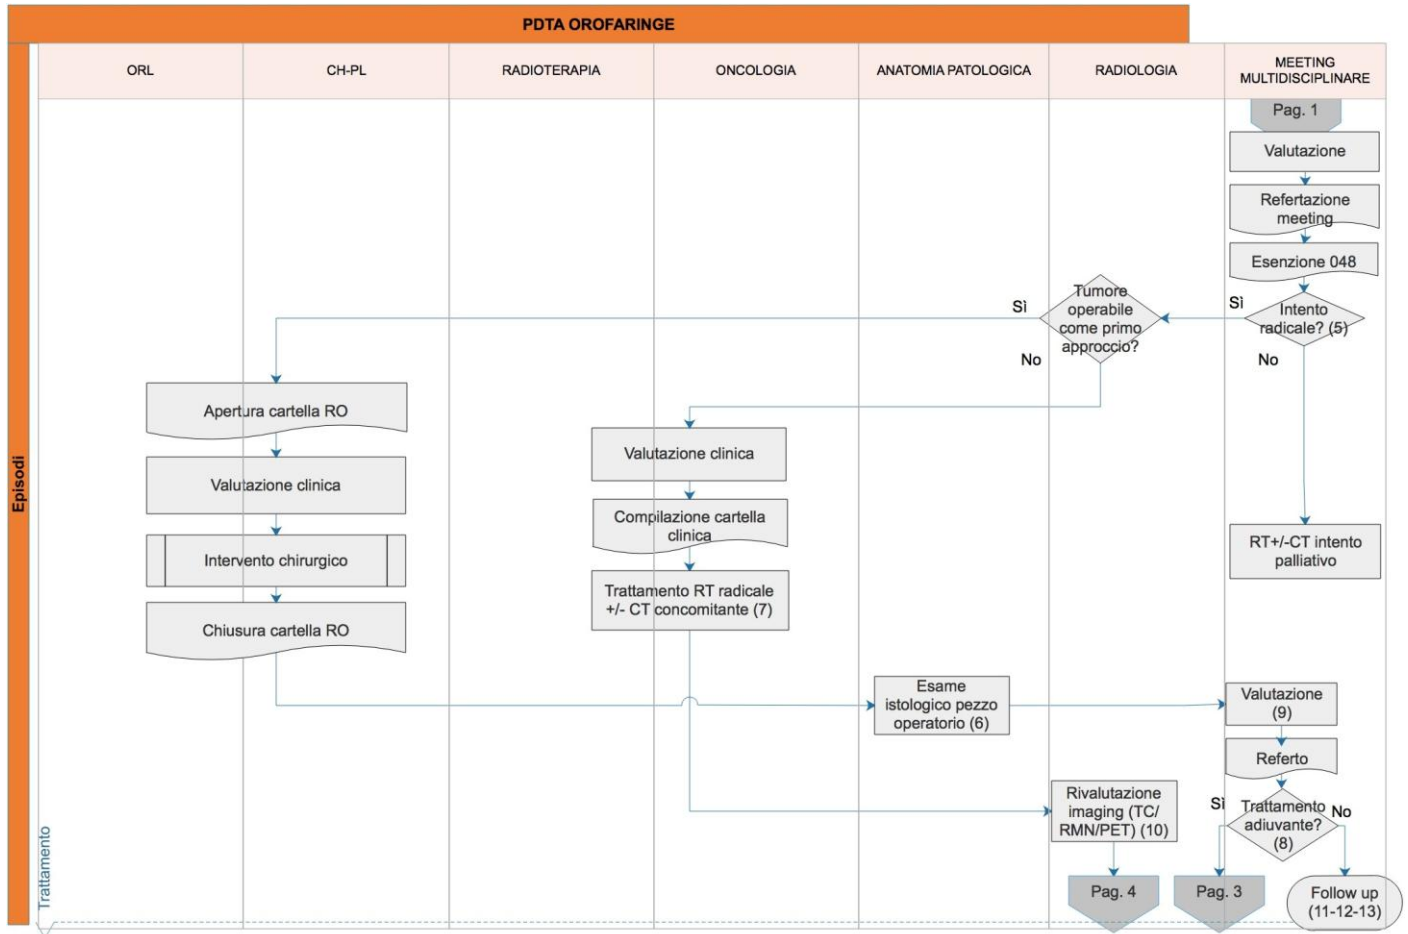 PDTA OROFARINGE
ORL
CH-PL
RADIOTERAPIA
ONCOLOGIA
ANATOMIA PATOLOGICA
RADIOLOGIA
MEETING
MULTIDISCIPLINARE
Pag. 1
Valutazione
Refertazione
meeting
Esenzione 048
Intento
radicale? (5)
Sì
No
Tumore
operabile
come primo
approccio?
Sì
No
Apertura cartella RO
Valutazione clinica
Intervento chirurgico
Chiusura cartella RO
Valutazione clinica
Compilazione cartella
clinica
Trattamento RT radicale
+/- CT concomitante (7)
RT+/-CT intento
palliativo
Esame
istologico pezzo
operatorio (6)
Valutazione
(9)
Referto
Rivalutazione
imaging (TC/
RMN/PET) (10)
Sì
Trattamento
adiuvante?
(8)
No
Pag. 4
Pag. 3
Follow up
(11-12-13)
Episodi
Trattamento